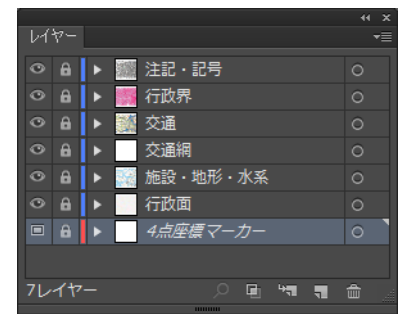 レイヤー
注記・記号
行政界
交通
交通網
施設・地形・水系
行政面
4点座標マーカー
7レイヤー